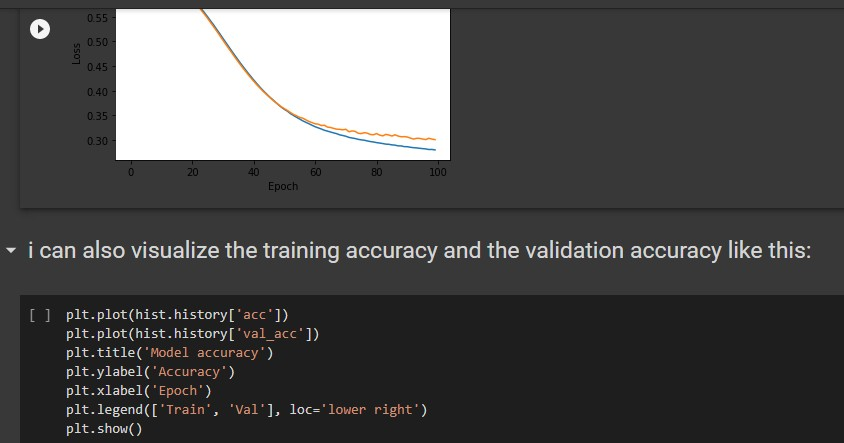 0.55
0.50
0.45
0.40
0.35
0.30
Loss
0 20 40 60 80 100
Epoch
i can also visualize the training accuracy and the validation accuracy like this:
[ ] plt.plot(hist.history['acc'])
plt.plot(hist.history['val_acc'])
plt.title('Model accuracy')
plt.ylabel('Accuracy')
plt.xlabel('Epoch')
plt.legend(['Train', 'Val'], loc='lower right')
plt.show()